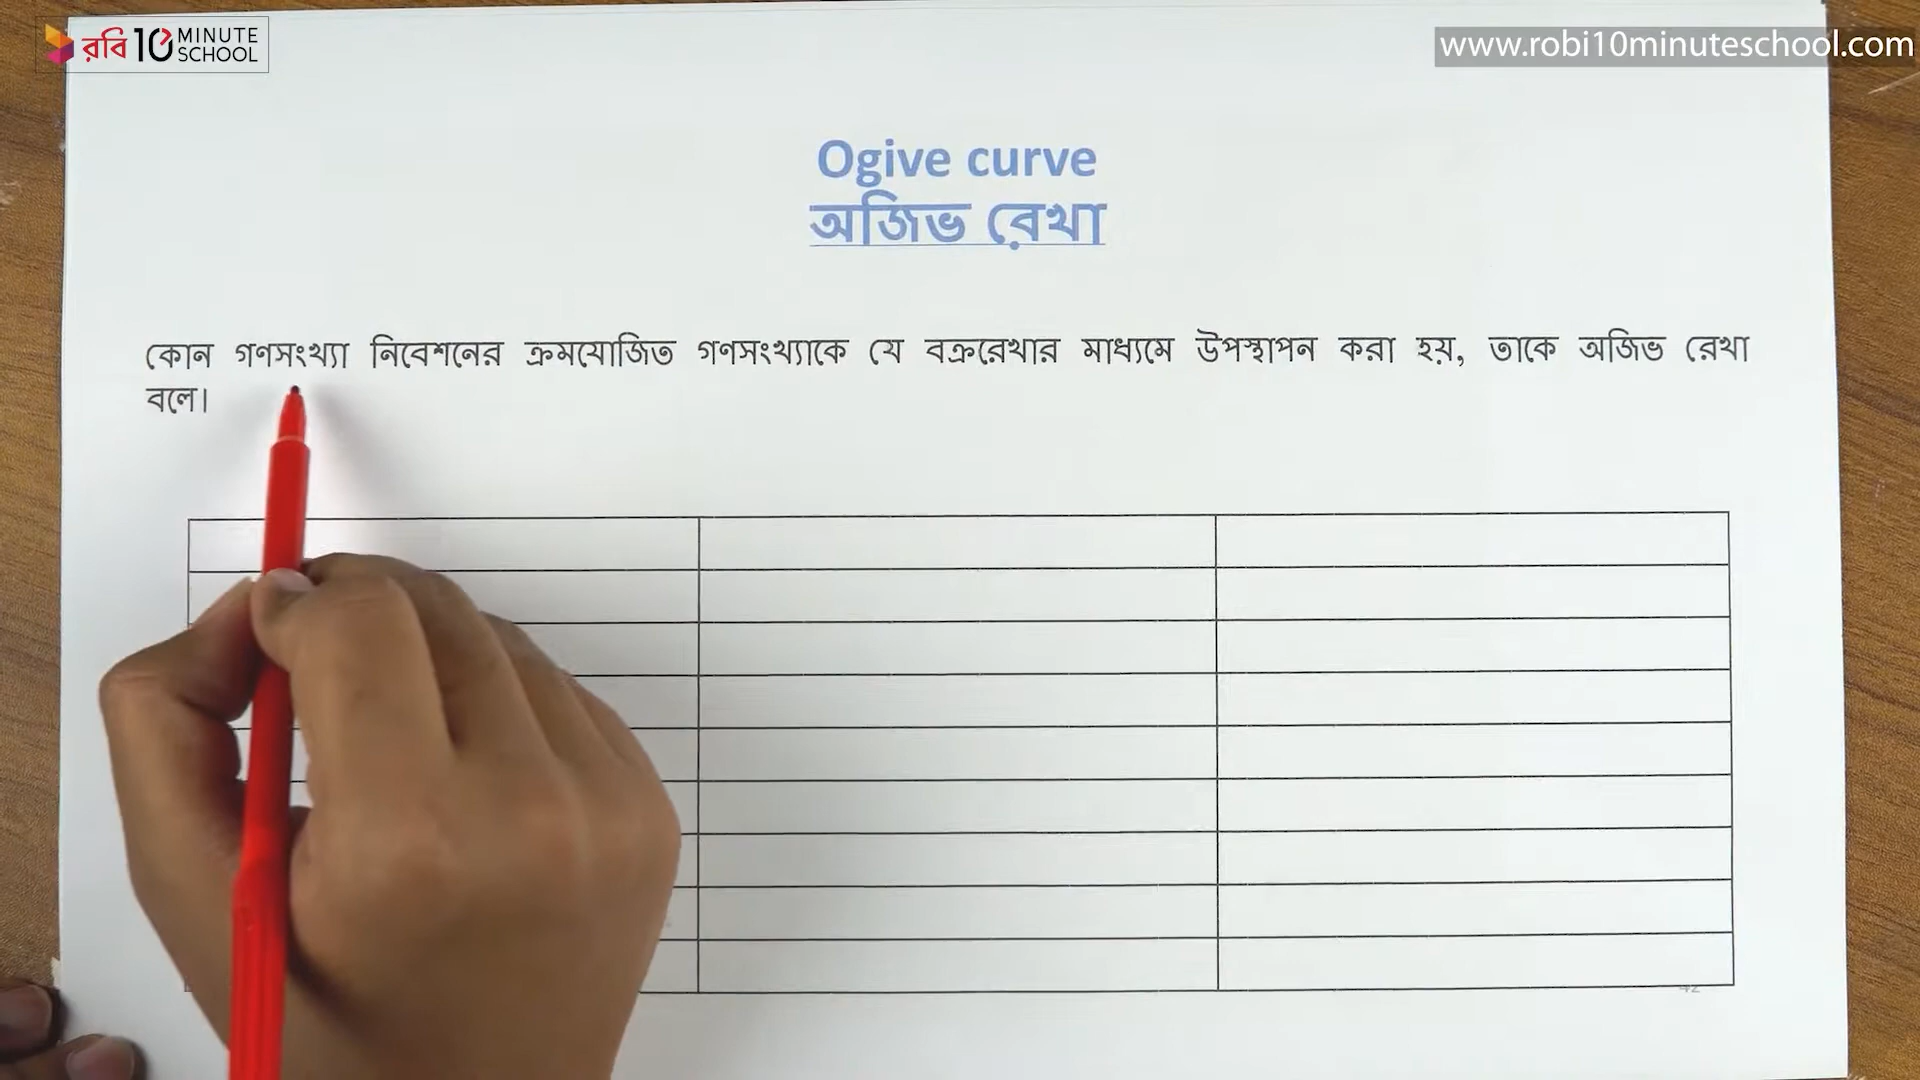 রবি 10 MINUTE SCHOOL
www.robi10minuteschool.com
Ogive curve
অজিভ রেখা
কোন গণসংখ্যা নিবেশনের ক্রমযোজিত গণসংখ্যাকে যে বক্ররেখার মাধ্যমে উপস্থাপন করা হয়, তাকে অজিভ রেখা
বলে।
42